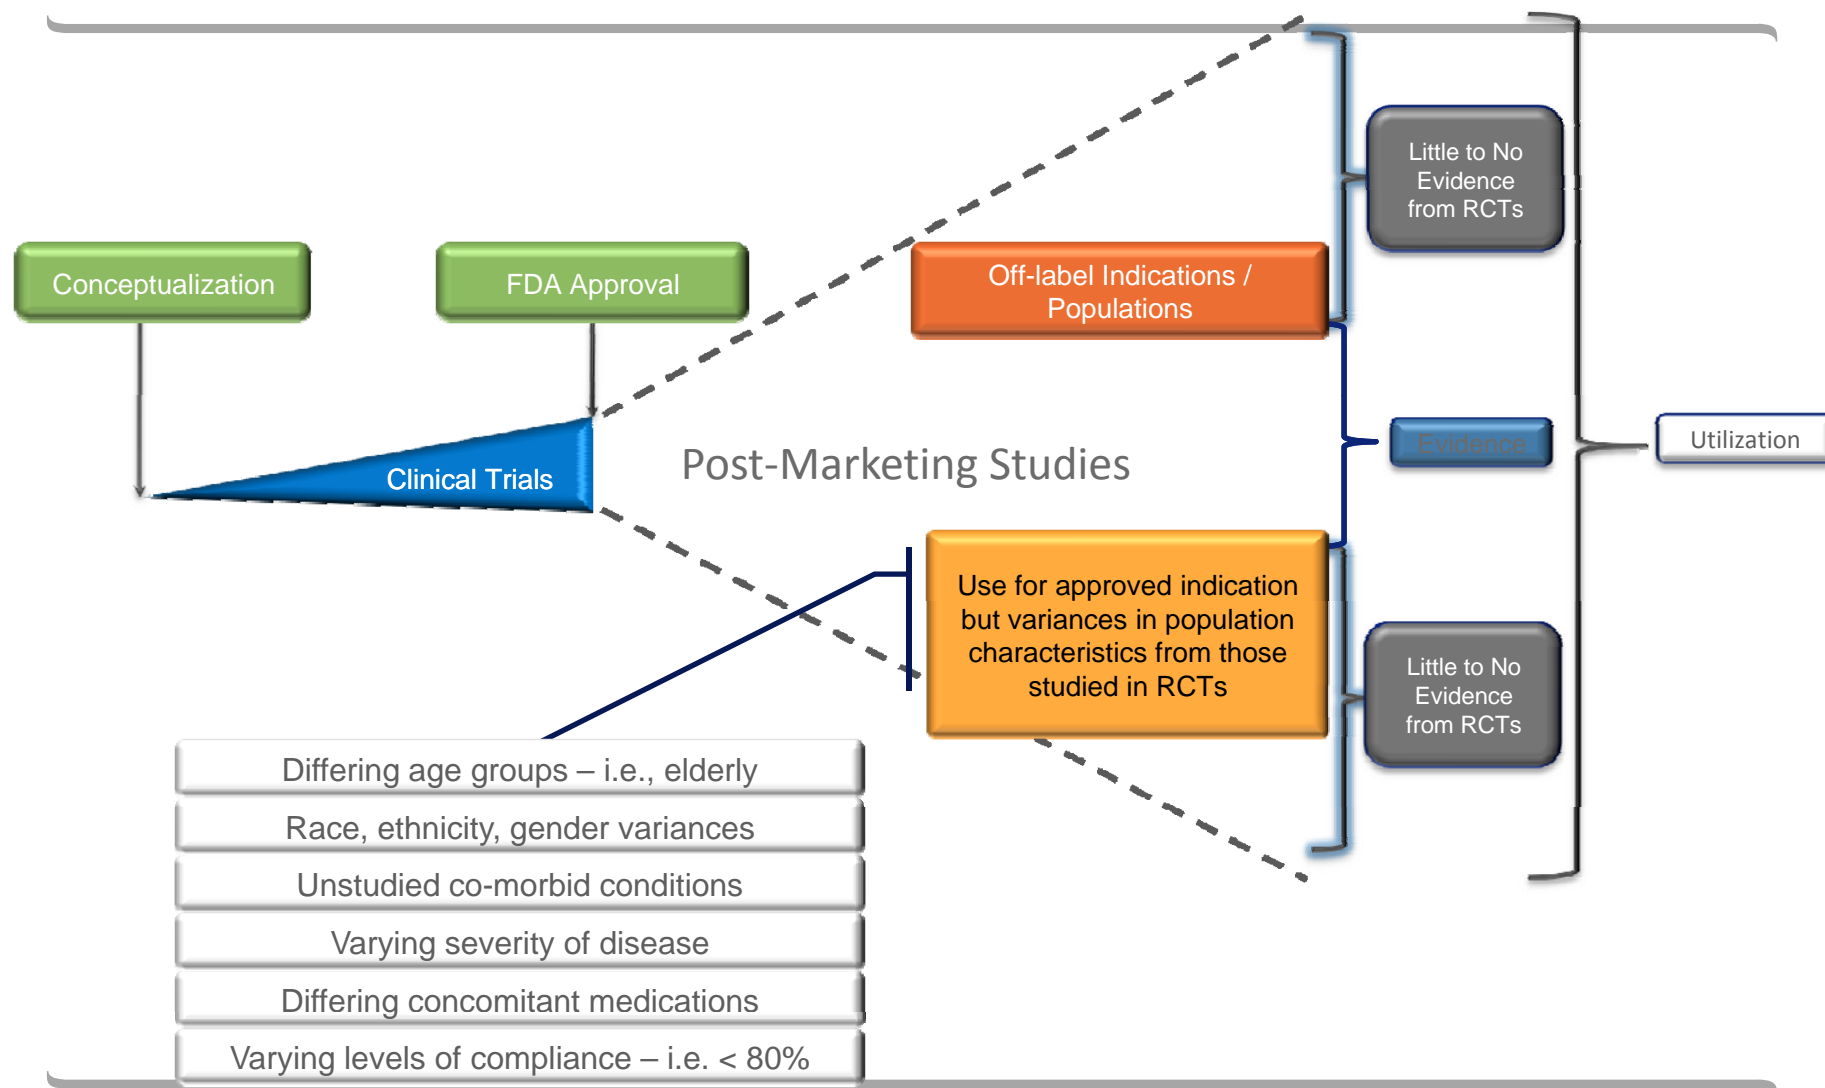 Little to No
Evidence
from RCTs
Conceptualization
FDA Approval
Off-label Indications /
Populations
Clinical Trials
Post-Marketing Studies
Evidence
Utilization
Use for approved indication
but variances in population
characteristics from those
studied in RCTs
Little to No
Evidence
from RCTs
Differing age groups – i.e., elderly
Race, ethnicity, gender variances
Unstudied co-morbid conditions
Varying severity of disease
Differing concomitant medications
Varying levels of compliance – i.e. < 80%